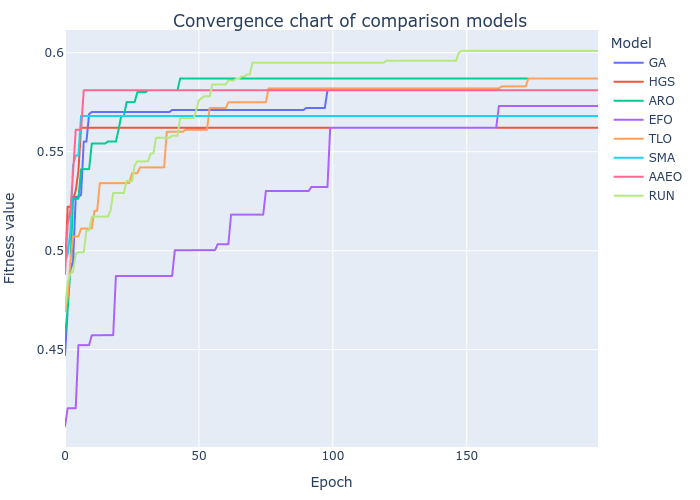 Convergence chart of comparison models
Model
GA
HGS
ARO
EFO
TLO
SMA
AAEO
RUN
Fitness value
0.6
0.55
0.5
0.45
0
50
100
150
Epoch